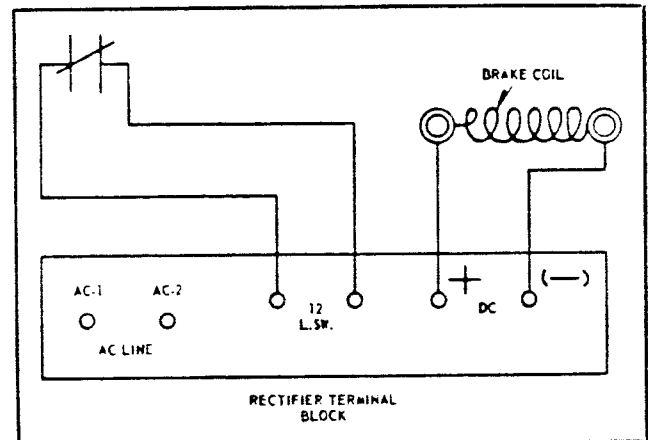 BRAKE COIL
AC-1
AC-2
AC LINE
12
L.SW.
+
DC
(—)
RECTIFIER TERMINAL
BLOCK